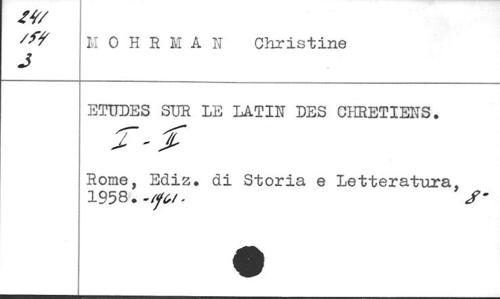 241
154
3
MOHRMAN Christine
ETUDES SUR LE LATIN DES CHRETIENS.
I - II
Rome, Ediz. di Storia e Letteratura,
1958.-1961. 8°